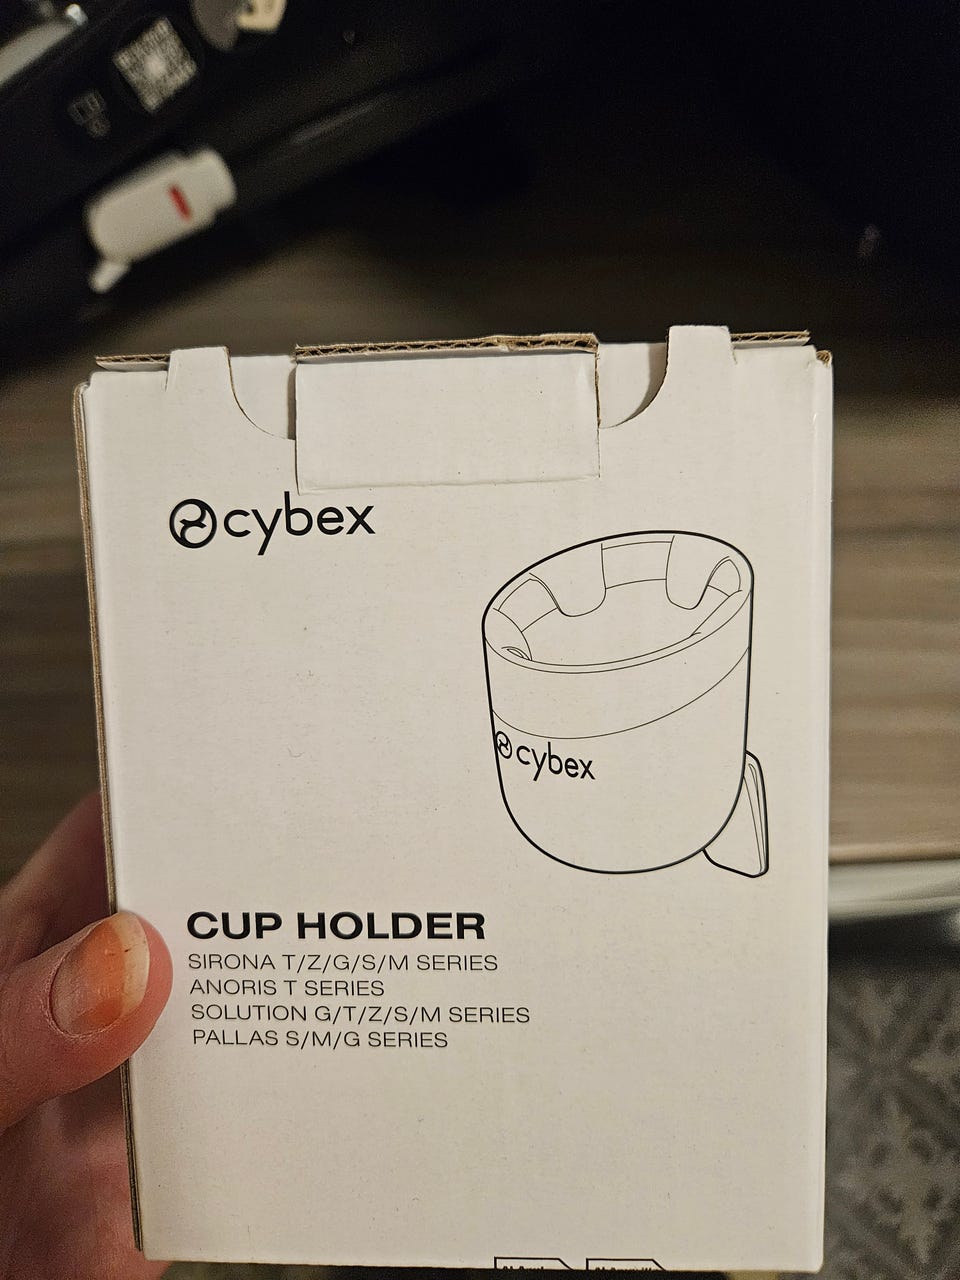 cybex
cybex
CUP HOLDER
SIRONA T/Z/G/S/M SERIES
ANORIS T SERIES
SOLUTION G/T/Z/S/M SERIES
PALLAS S/M/G SERIES